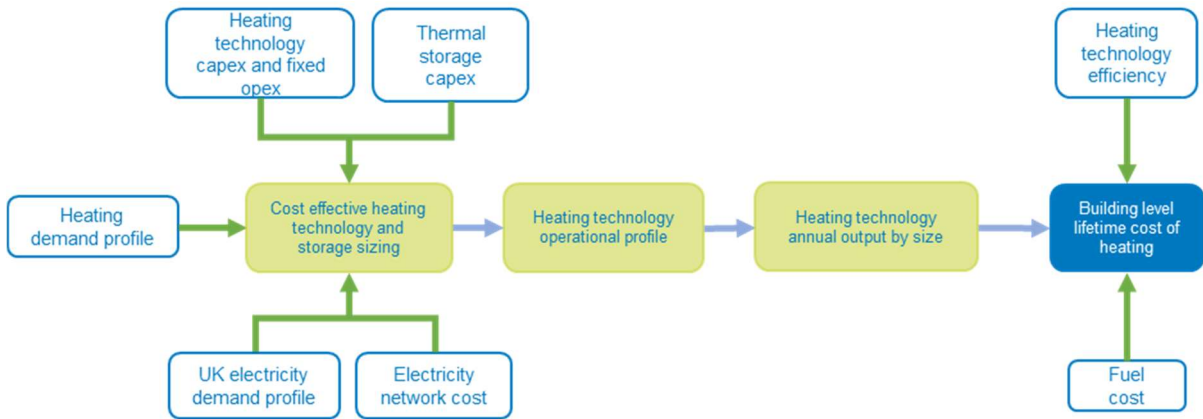 Heating
technology
capex and fixed
opex
Thermal
storage
capex
Heating
technology
efficiency
Heating
demand profile
Cost effective heating
technology and
storage sizing
Heating technology
operational profile
Heating technology
annual output by size
Building level
lifetime cost of
heating
UK electricity
demand profile
Electricity
network cost
Fuel
cost